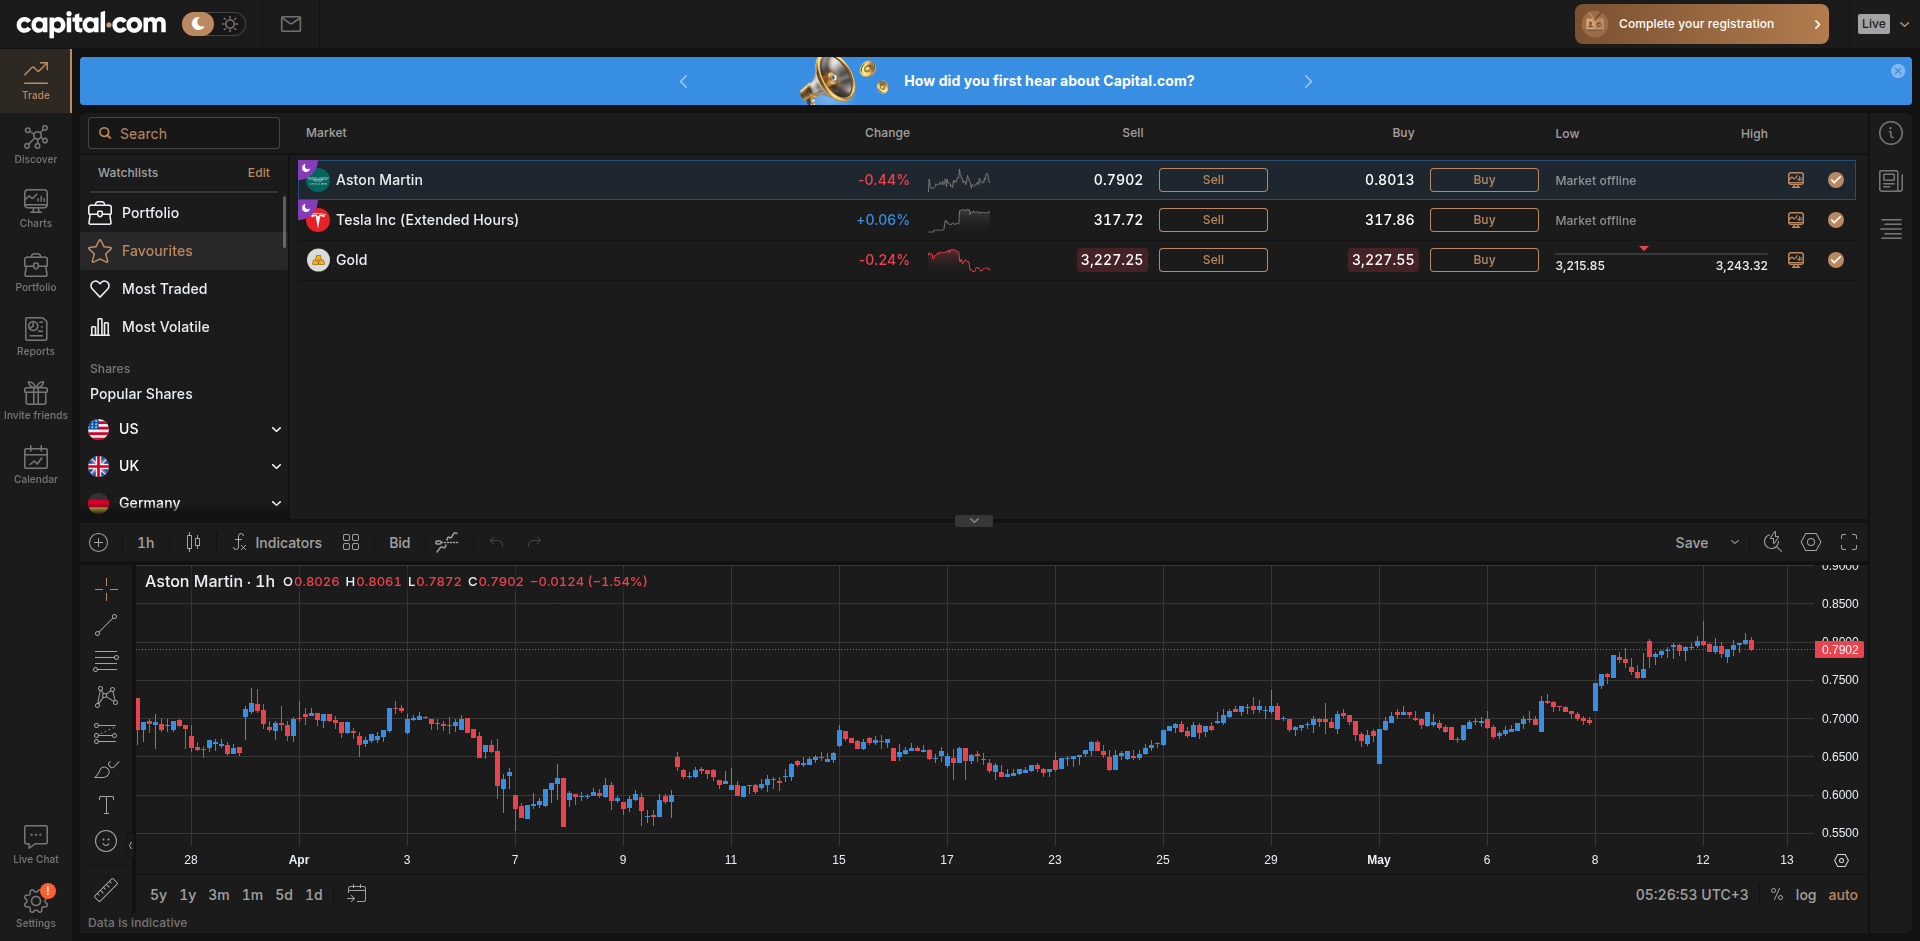 capital.com
Complete your registration
Live
Trade
How did you first hear about Capital.com?
Discover
Charts
Portfolio
Reports
Invite friends
Calendar
Live Chat
Settings
!
Search
Watchlists Edit
Portfolio
Favourites
Most Traded
Most Volatile
Shares
Popular Shares
US
UK
Germany
Market Change Sell Buy Low High
Aston Martin -0.44% 0.7902 Sell 0.8013 Buy Market offline
Tesla Inc (Extended Hours) +0.06% 317.72 Sell 317.86 Buy Market offline
Gold -0.24% 3,227.25 Sell 3,227.55 Buy 3,215.85 3,243.32
1h Indicators Bid Save
Aston Martin · 1h O0.8026 H0.8061 L0.7872 C0.7902 −0.0124 (−1.54%)
0.9000
0.8500
0.8000
0.7902
0.7500
0.7000
0.6500
0.6000
0.5500
28 Apr 3 7 9 11 15 17 23 25 29 May 6 8 12 13
5y 1y 3m 1m 5d 1d 05:26:53 UTC+3 % log auto
Data is indicative